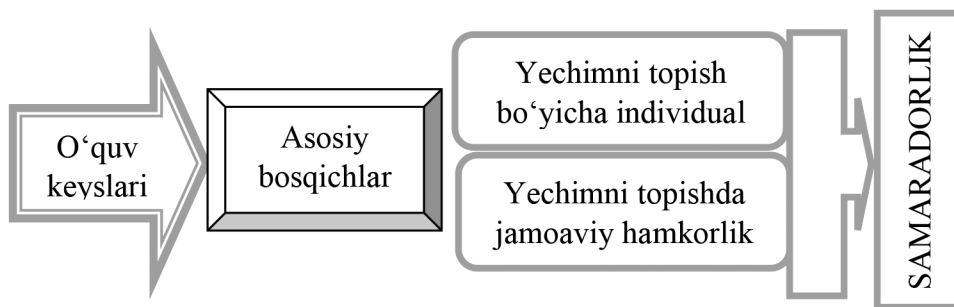 O‘quv
keyslari
Asosiy
bosqichlar
Yechimni topish
bo‘yicha individual
Yechimni topishda
jamoaviy hamkorlik
SAMARADORLIK